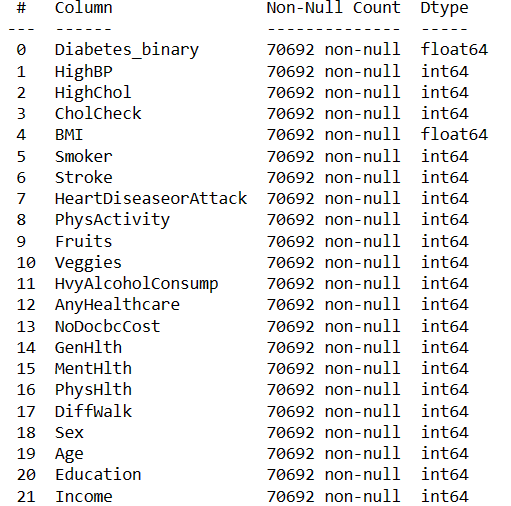 #   Column                Non-Null Count  Dtype
---  ------                --------------  -----
0   Diabetes_binary       70692 non-null  float64
1   HighBP                70692 non-null  int64
2   HighChol              70692 non-null  int64
3   CholCheck             70692 non-null  int64
4   BMI                   70692 non-null  float64
5   Smoker                70692 non-null  int64
6   Stroke                70692 non-null  int64
7   HeartDiseaseorAttack  70692 non-null  int64
8   PhysActivity          70692 non-null  int64
9   Fruits                70692 non-null  int64
10  Veggies               70692 non-null  int64
11  HvyAlcoholConsump     70692 non-null  int64
12  AnyHealthcare         70692 non-null  int64
13  NoDocbcCost           70692 non-null  int64
14  GenHlth               70692 non-null  int64
15  MentHlth              70692 non-null  int64
16  PhysHlth              70692 non-null  int64
17  DiffWalk              70692 non-null  int64
18  Sex                   70692 non-null  int64
19  Age                   70692 non-null  int64
20  Education             70692 non-null  int64
21  Income                70692 non-null  int64